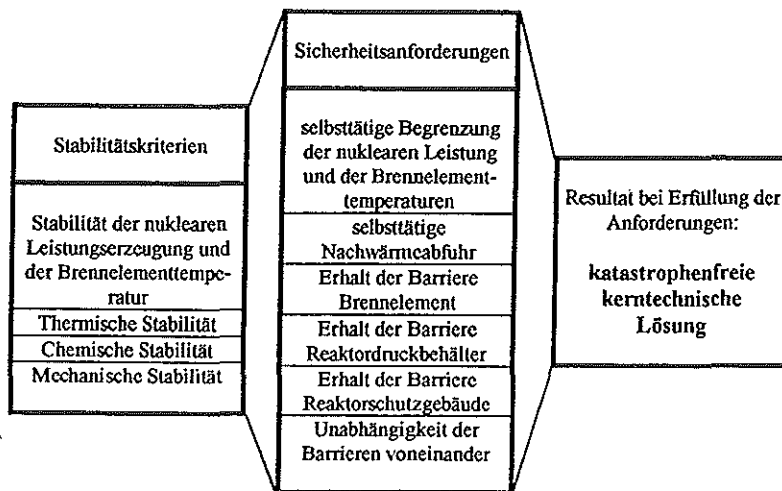 Stabilitätskriterien
Stabilität der nuklearen
Leistungserzeugung und
der Brennelementtempe-
ratur
Thermische Stabilität
Chemische Stabilität
Mechanische Stabilität
Sicherheitsanforderungen
selbsttätige Begrenzung
der nuklearen Leistung
und der Brennelement-
temperaturen
selbsttätige
Nachwärmeabfuhr
Erhalt der Barriere
Brennelement
Erhalt der Barriere
Reaktordruckbehälter
Erhalt der Barriere
Reaktorschutzgebäude
Unabhängigkeit der
Barrieren voneinander
Resultat bei Erfüllung der
Anforderungen:
katastrophenfreie
kerntechnische
Lösung